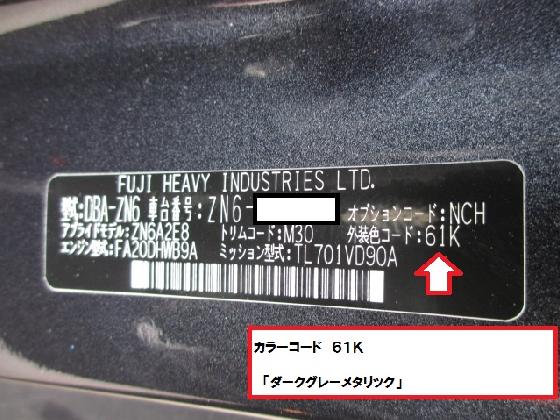 FUJI HEAVY INDUSTRIES LTD.
型式:DBA-ZN6 車台番号:ZN6- オプションコード:NCH
アプライドモデル:ZN6A2E8 トリムコード:M30 外装色コード:61K
エンジン型式:FA20DHWB9A ミッション型式:TL701VD90A
カラーコード 61K
「ダークグレーメタリック」